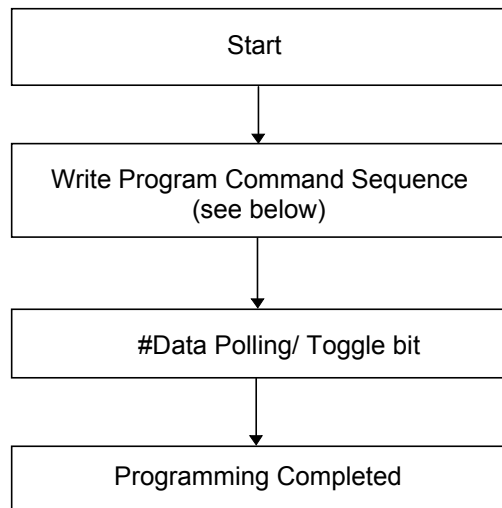 Start
Write Program Command Sequence
(see below)
#Data Polling/ Toggle bit
Programming Completed